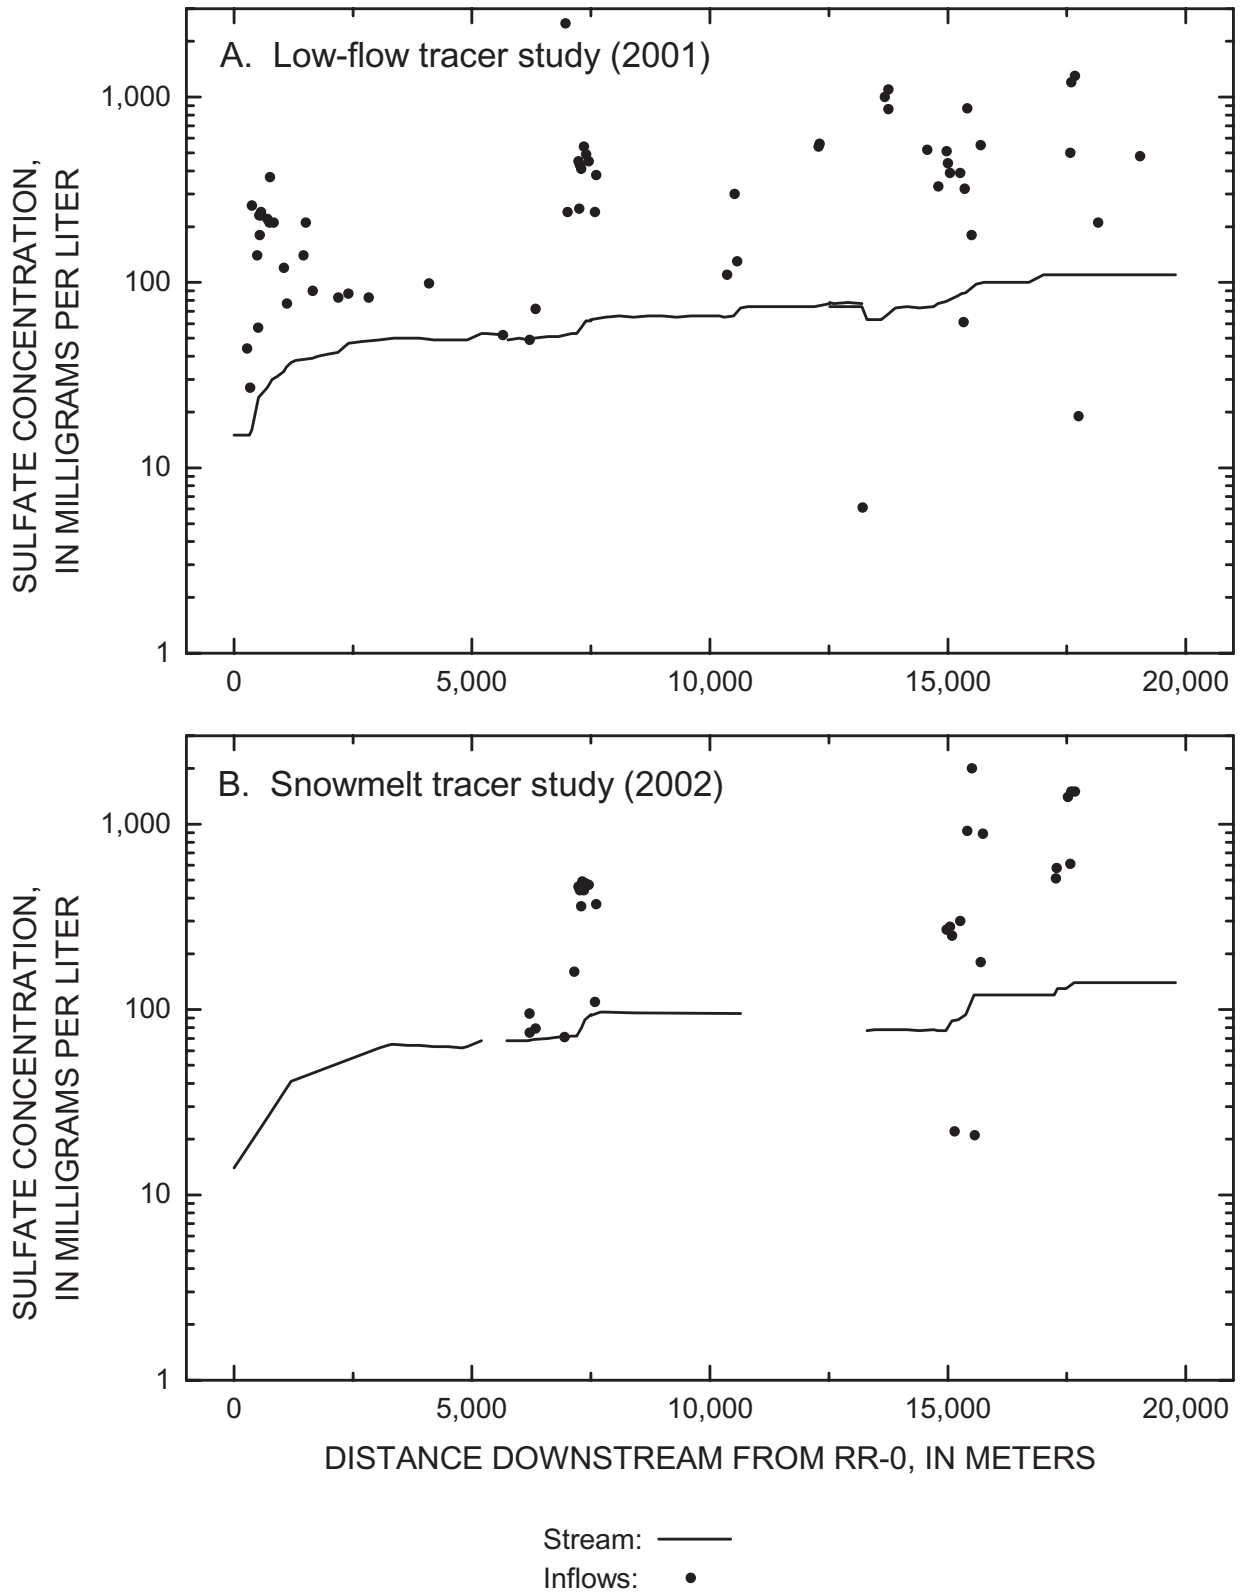 A. Low-flow tracer study (2001)
SULFATE CONCENTRATION,
IN MILLIGRAMS PER LITER
1,000
100
10
1
0 5,000 10,000 15,000 20,000
B. Snowmelt tracer study (2002)
SULFATE CONCENTRATION,
IN MILLIGRAMS PER LITER
1,000
100
10
1
0 5,000 10,000 15,000 20,000
DISTANCE DOWNSTREAM FROM RR-0, IN METERS
Stream:
Inflows: